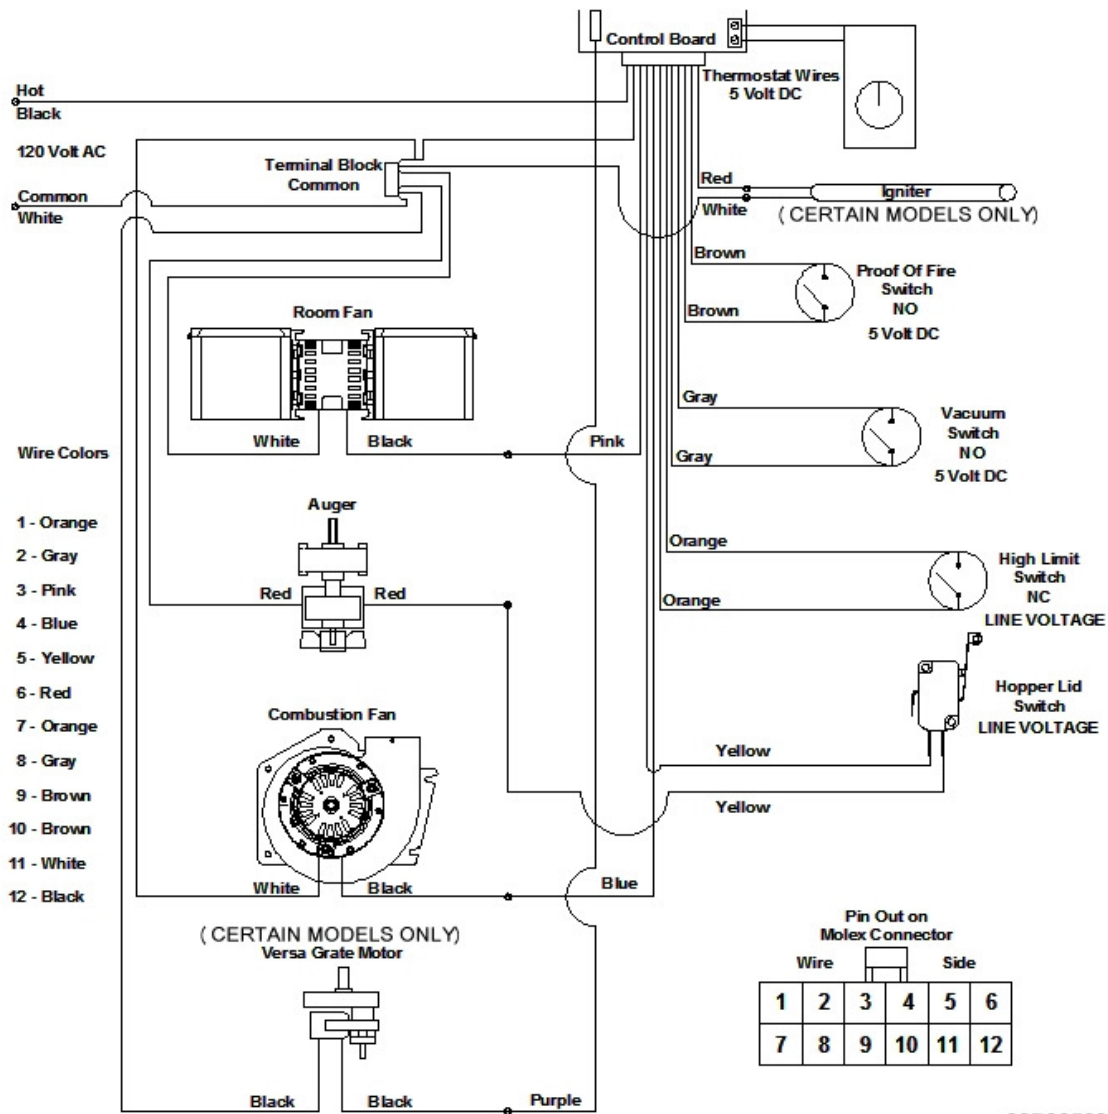 Control Board
Thermostat Wires
5 Volt DC
Hot
Black
120 Volt AC
Terminal Block
Common
Common
White
Red
White
Igniter
( CERTAIN MODELS ONLY)
Brown
Proof Of Fire
Switch
NO
5 Volt DC
Brown
Room Fan
Gray
Vacuum
Switch
NO
5 Volt DC
Gray
White
Black
Pink
Wire Colors
1 - Orange
2 - Gray
3 - Pink
4 - Blue
5 - Yellow
6 - Red
7 - Orange
8 - Gray
9 - Brown
10 - Brown
11 - White
12 - Black
Auger
Red
Red
Orange
High Limit
Switch
NC
LINE VOLTAGE
Orange
Hopper Lid
Switch
LINE VOLTAGE
Combustion Fan
Yellow
Yellow
White
Black
Blue
( CERTAIN MODELS ONLY)
Versa Grate Motor
Black
Black
Purple
Pin Out on
Molex Connector
Wire Side
1 2 3 4 5 6
7 8 9 10 11 12